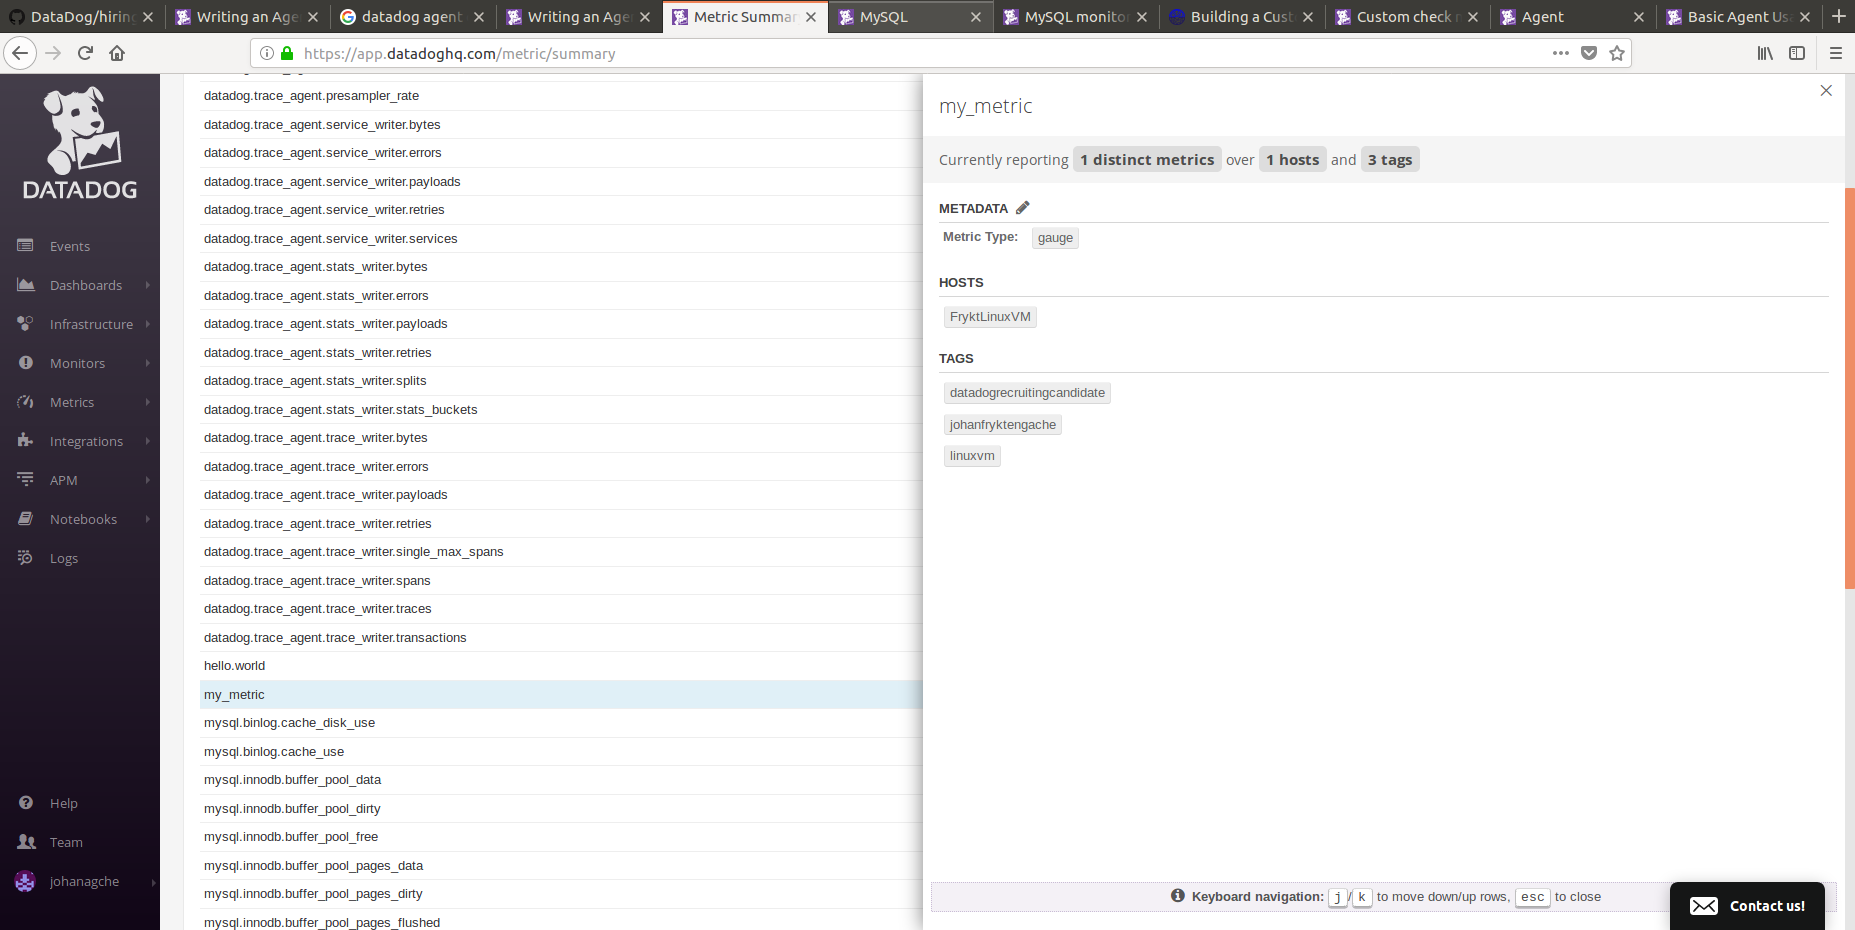 DataDog/hiring
Writing an Age
datadog agent
Writing an Age
Metric Summar
MySQL
MySQL monito
Building a Cust
Custom check
Agent
Basic Agent Us
https://app.datadoghq.com/metric/summary
DATADOG
Events
Dashboards
Infrastructure
Monitors
Metrics
Integrations
APM
Notebooks
Logs
Help
Team
johanagche
datadog.trace_agent.presampler_rate
datadog.trace_agent.service_writer.bytes
datadog.trace_agent.service_writer.errors
datadog.trace_agent.service_writer.payloads
datadog.trace_agent.service_writer.retries
datadog.trace_agent.service_writer.services
datadog.trace_agent.stats_writer.bytes
datadog.trace_agent.stats_writer.errors
datadog.trace_agent.stats_writer.payloads
datadog.trace_agent.stats_writer.retries
datadog.trace_agent.stats_writer.splits
datadog.trace_agent.stats_writer.stats_buckets
datadog.trace_agent.trace_writer.bytes
datadog.trace_agent.trace_writer.errors
datadog.trace_agent.trace_writer.payloads
datadog.trace_agent.trace_writer.retries
datadog.trace_agent.trace_writer.single_max_spans
datadog.trace_agent.trace_writer.spans
datadog.trace_agent.trace_writer.traces
datadog.trace_agent.trace_writer.transactions
hello.world
my_metric
mysql.binlog.cache_disk_use
mysql.binlog.cache_use
mysql.innodb.buffer_pool_data
mysql.innodb.buffer_pool_dirty
mysql.innodb.buffer_pool_free
mysql.innodb.buffer_pool_pages_data
mysql.innodb.buffer_pool_pages_dirty
mysql.innodb.buffer_pool_pages_flushed
my_metric
Currently reporting 1 distinct metrics over 1 hosts and 3 tags
METADATA
Metric Type: gauge
HOSTS
FryktLinuxVM
TAGS
datadogrecruitingcandidate
johanfryktengache
linuxvm
Keyboard navigation: j/k to move down/up rows, esc to close
Contact us!